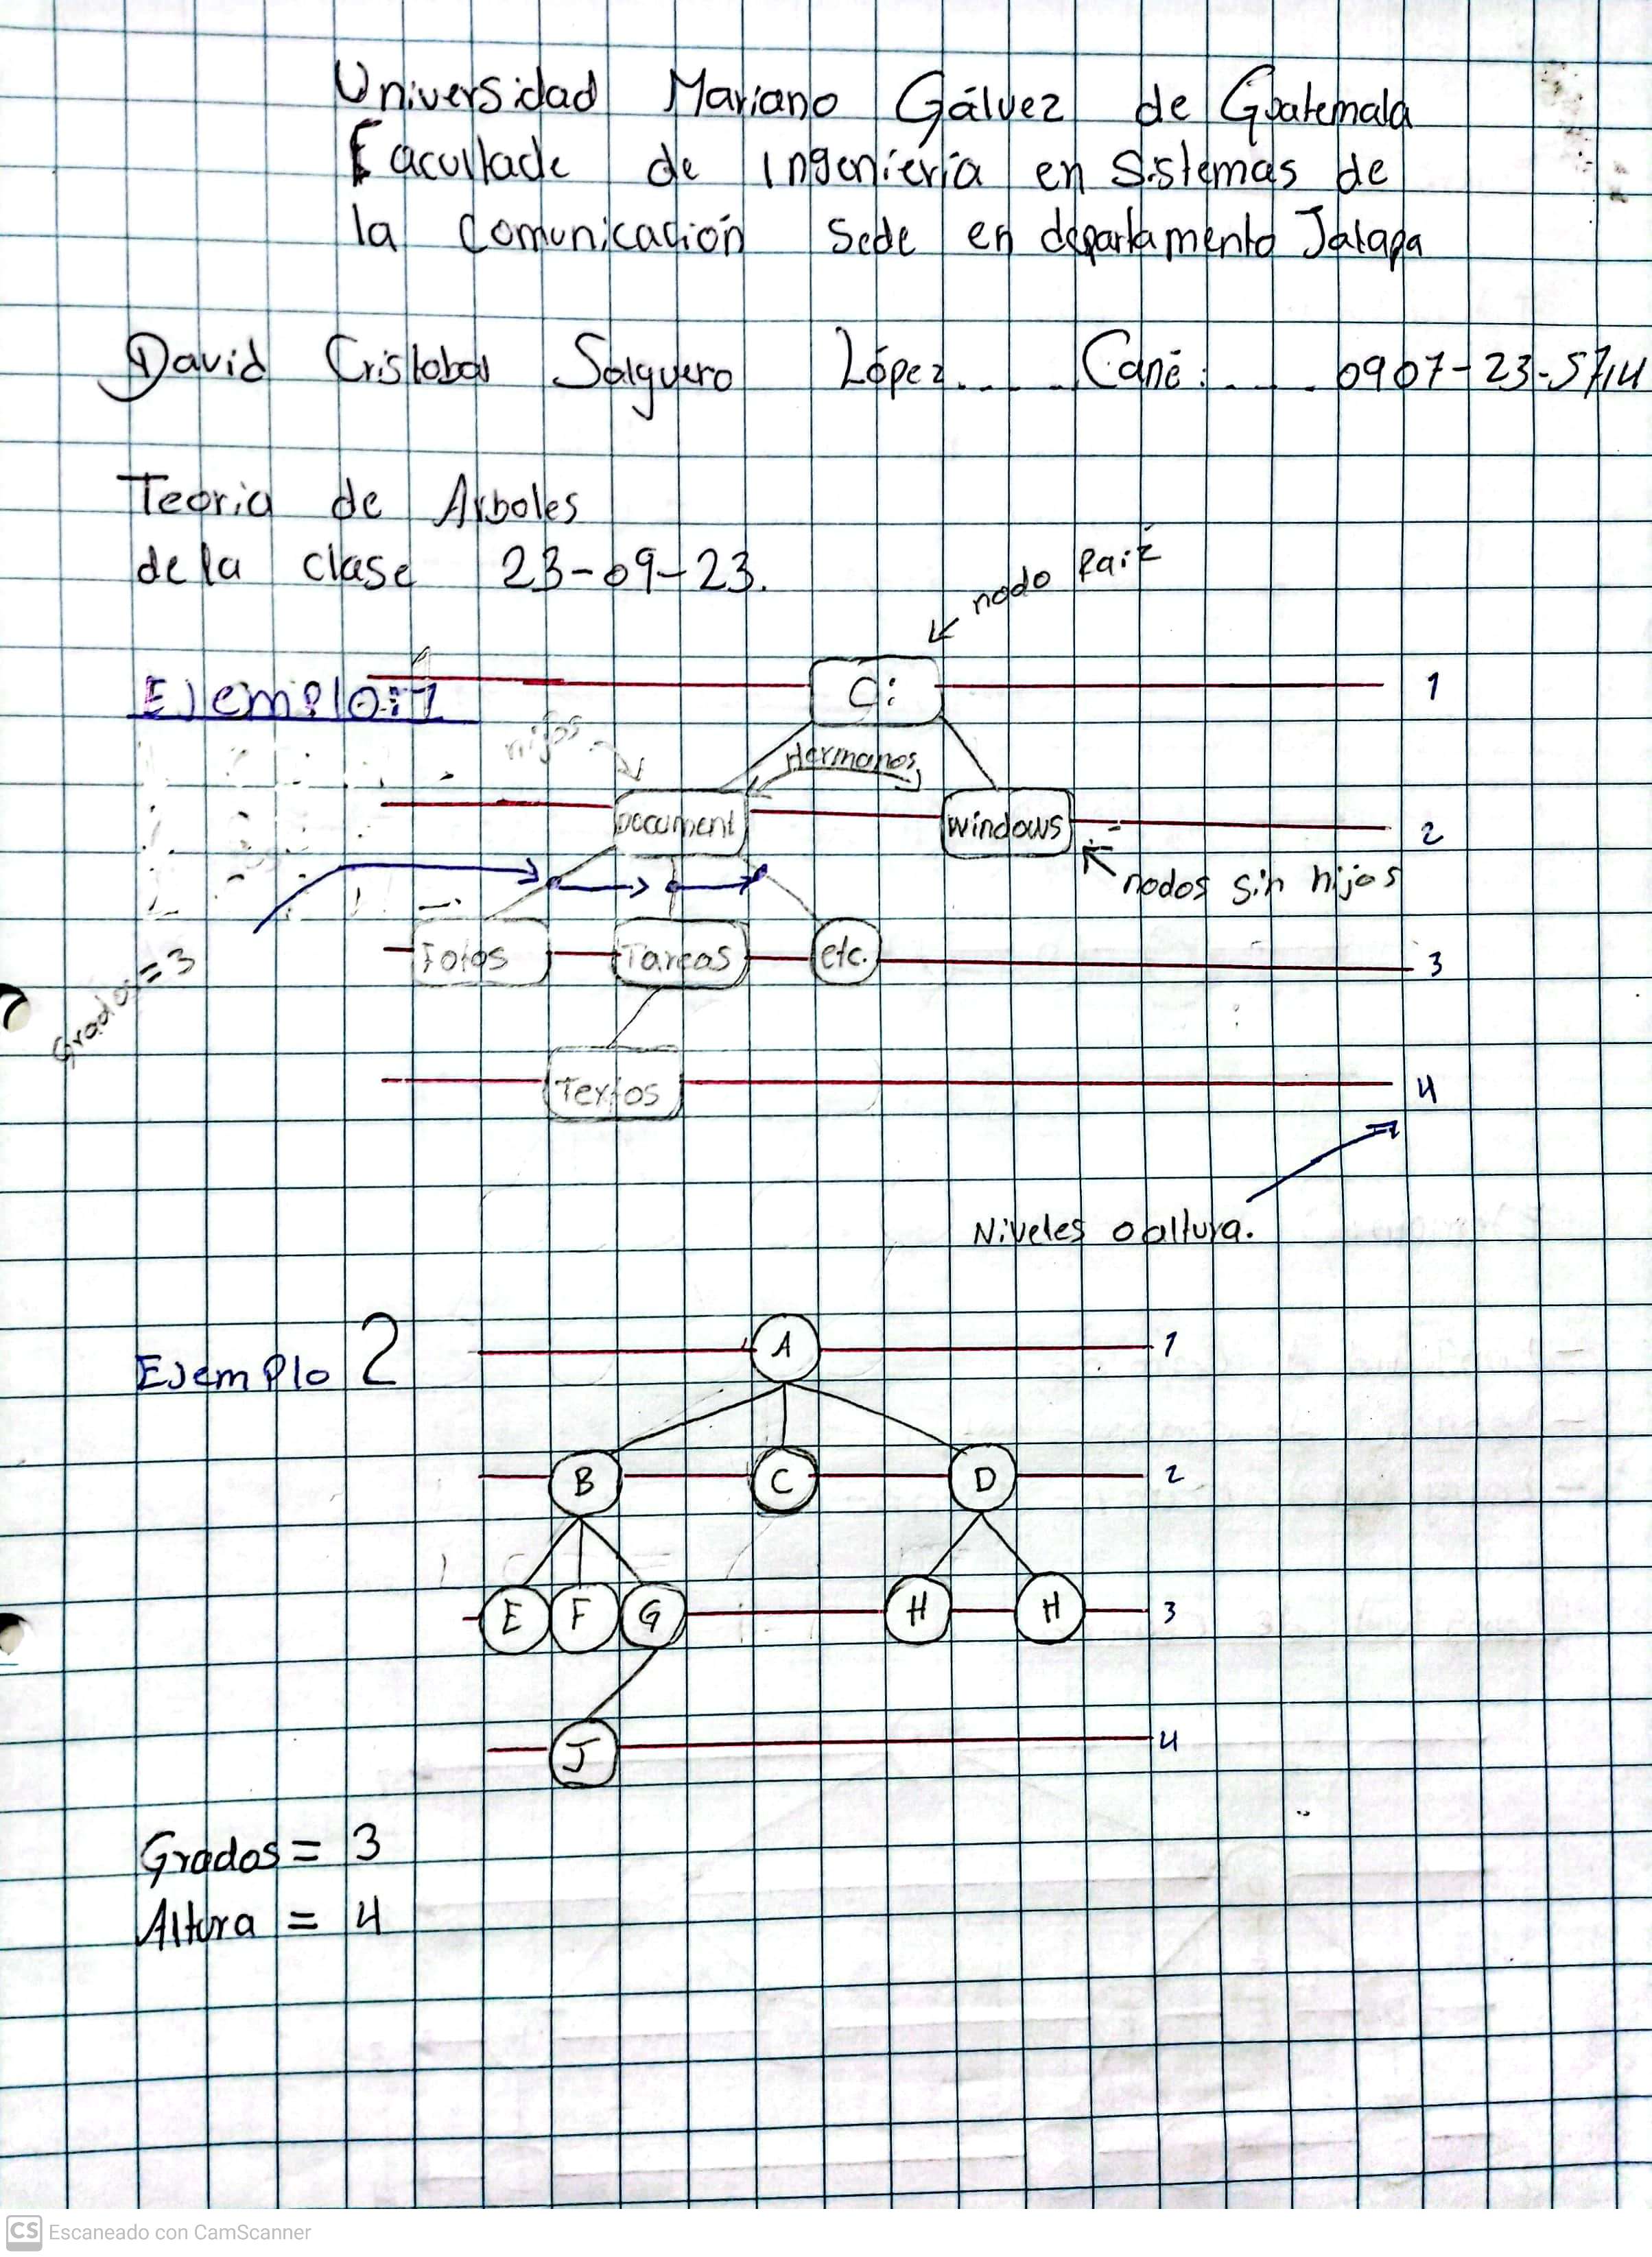 Universidad Mariano Gálvez de Guatemala
Facultade de Ingenieria en Sistemas de
la Comunicación Sede en departamento Jalapa
David Cristobal Salguero López..... Cané:..... 0907-23-5714
Teoria de Arboles
de la clase 23-09-23.
nodo Raiz
Ejemplo:1
C:
1
hijos
Hermanos
Document
windows
2
nodos sin hijos
Fotos
Tareas
etc.
3
Grados=3
Textos
4
Niveles o altura.
Ejemplo 2
A
1
B
C
D
2
E
F
G
H
H
3
J
4
Grados = 3
Altura = 4
CS Escaneado con CamScanner